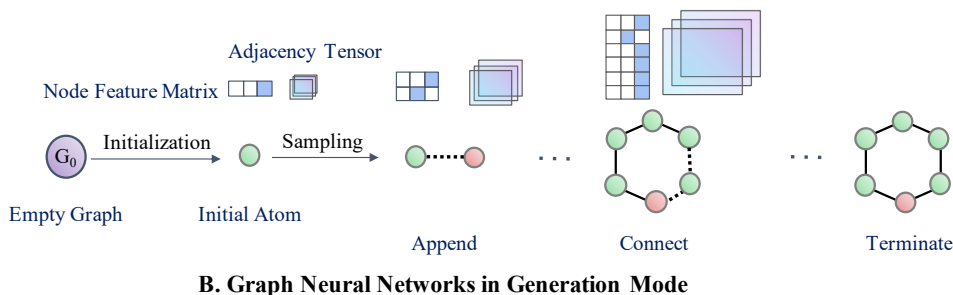 Adjacency Tensor
Node Feature Matrix
G0
Initialization
Sampling
. . .
. . .
Empty Graph
Initial Atom
Append
Connect
Terminate
B. Graph Neural Networks in Generation Mode